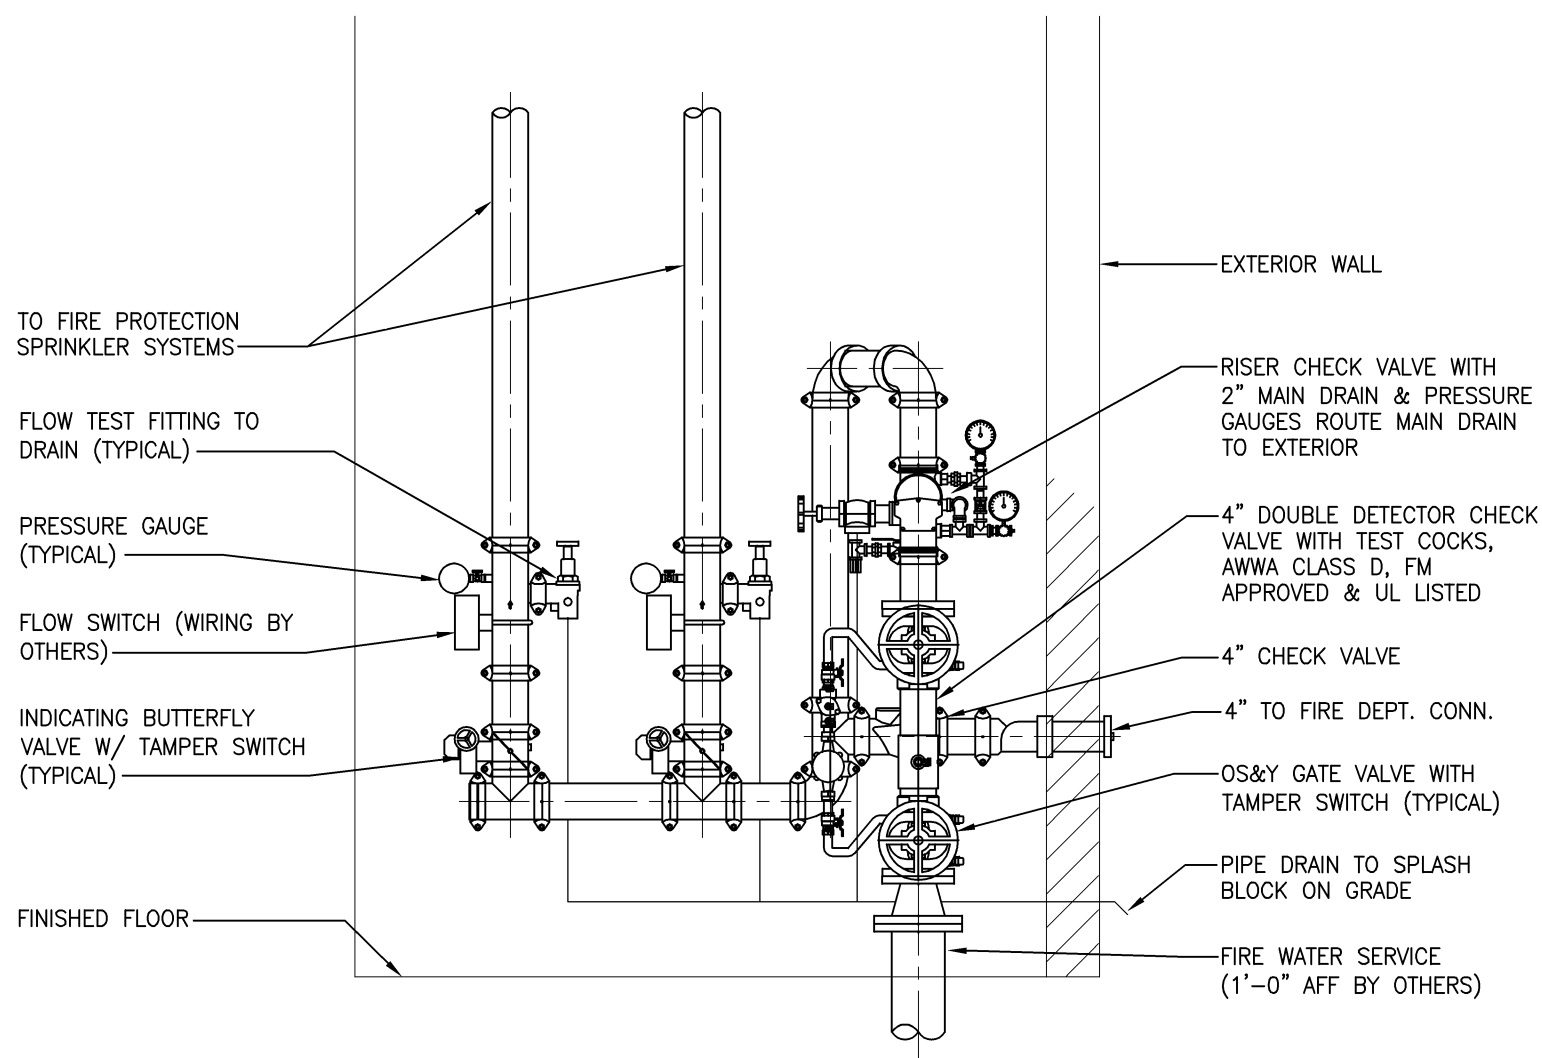 TO FIRE PROTECTION
SPRINKLER SYSTEMS
FLOW TEST FITTING TO
DRAIN (TYPICAL)
PRESSURE GAUGE
(TYPICAL)
FLOW SWITCH (WIRING BY
OTHERS)
INDICATING BUTTERFLY
VALVE W/ TAMPER SWITCH
(TYPICAL)
FINISHED FLOOR
EXTERIOR WALL
RISER CHECK VALVE WITH
2” MAIN DRAIN & PRESSURE
GAUGES ROUTE MAIN DRAIN
TO EXTERIOR
4” DOUBLE DETECTOR CHECK
VALVE WITH TEST COCKS,
AWWA CLASS D, FM
APPROVED & UL LISTED
4” CHECK VALVE
4” TO FIRE DEPT. CONN.
OS&Y GATE VALVE WITH
TAMPER SWITCH (TYPICAL)
PIPE DRAIN TO SPLASH
BLOCK ON GRADE
FIRE WATER SERVICE
(1’-0” AFF BY OTHERS)